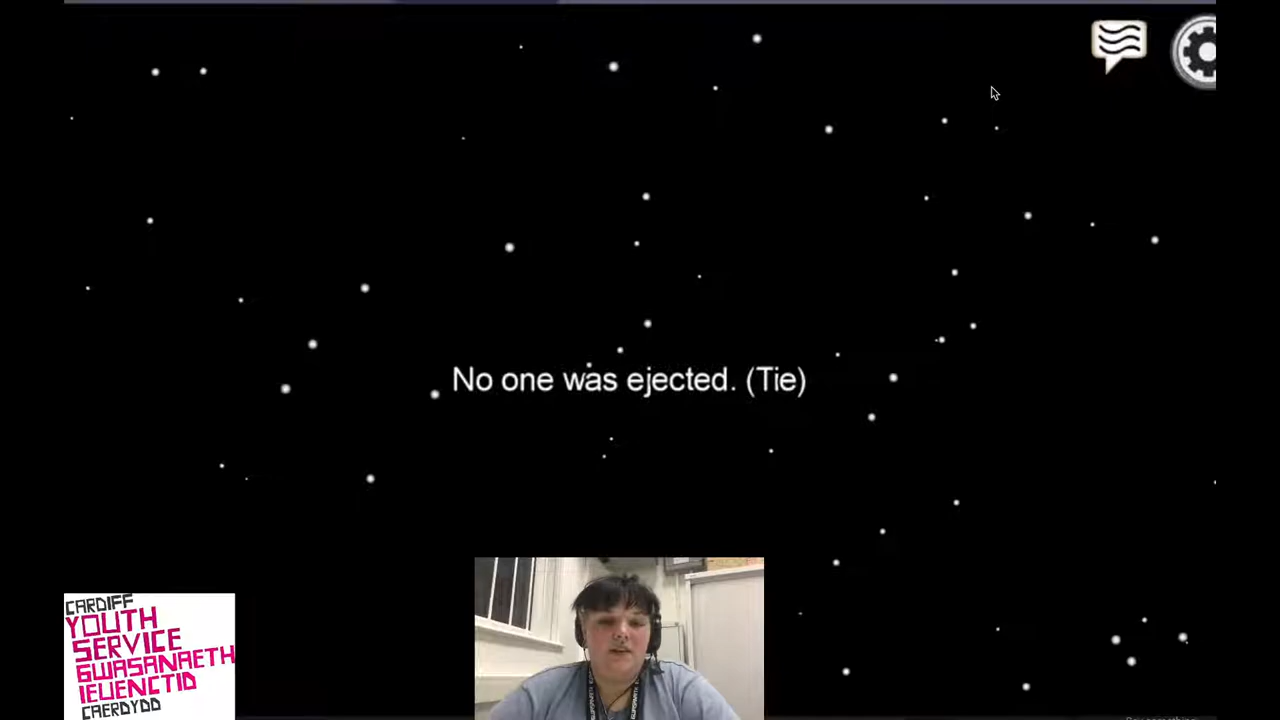 No one was ejected. (Tie)
CARDIFF
YOUTH
SERVICE
GWASANAETH
IEUENCTID
CAERDYDD